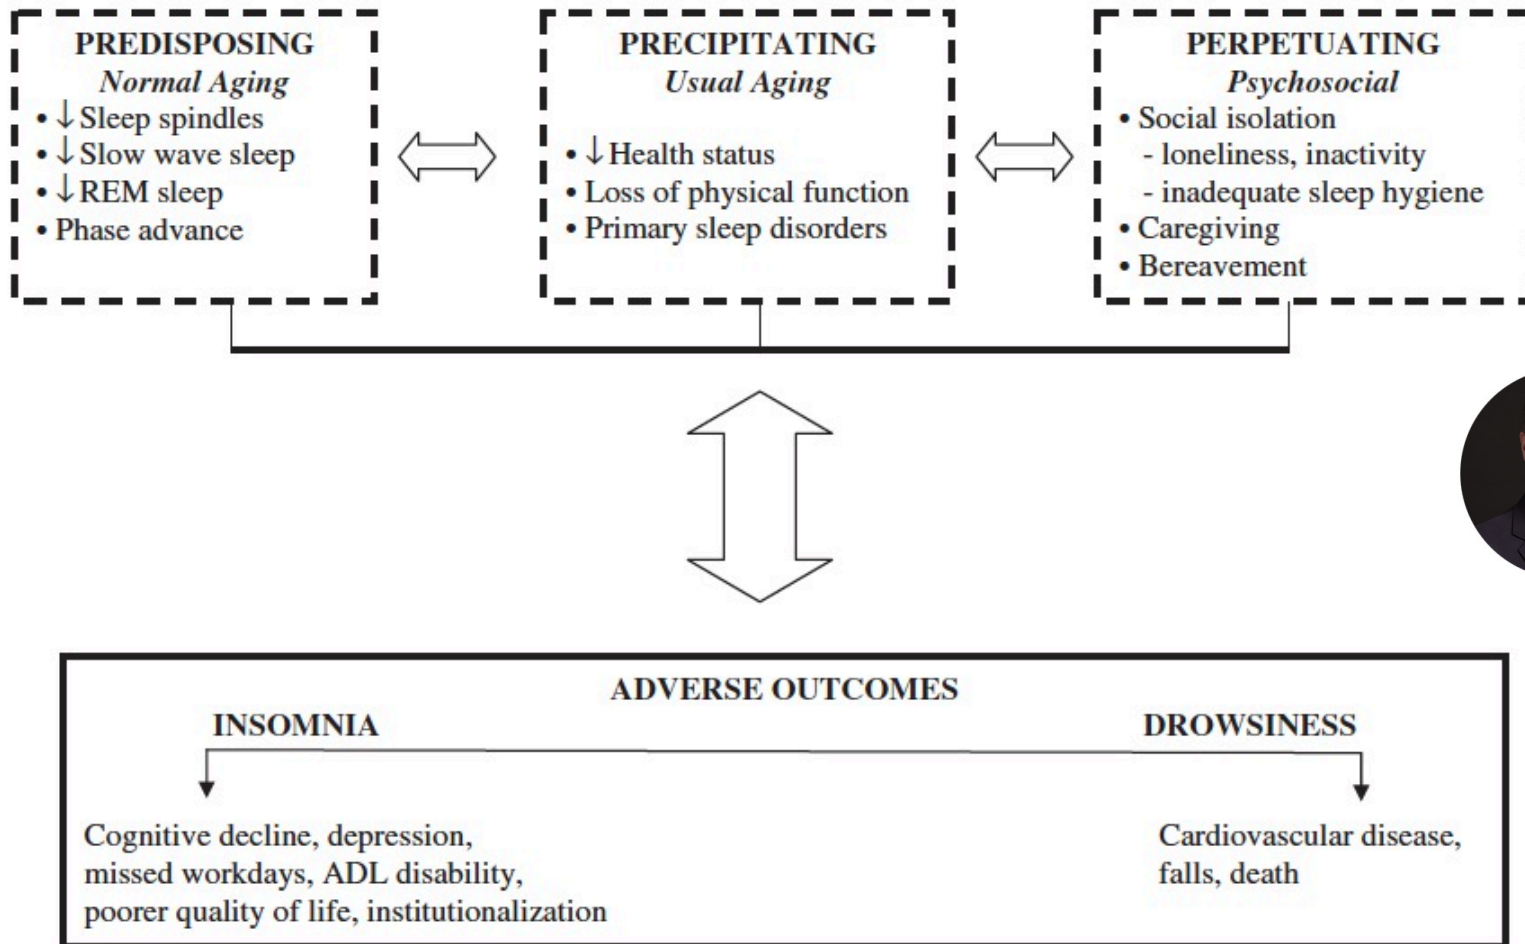 PREDISPOSING
Normal Aging
• ↓Sleep spindles
• ↓Slow wave sleep
• ↓REM sleep
• Phase advance
PRECIPITATING
Usual Aging
• ↓Health status
• Loss of physical function
• Primary sleep disorders
PERPETUATING
Psychosocial
• Social isolation
- loneliness, inactivity
- inadequate sleep hygiene
• Caregiving
• Bereavement
ADVERSE OUTCOMES
INSOMNIA
DROWSINESS
Cognitive decline, depression,
missed workdays, ADL disability,
poorer quality of life, institutionalization
Cardiovascular disease,
falls, death